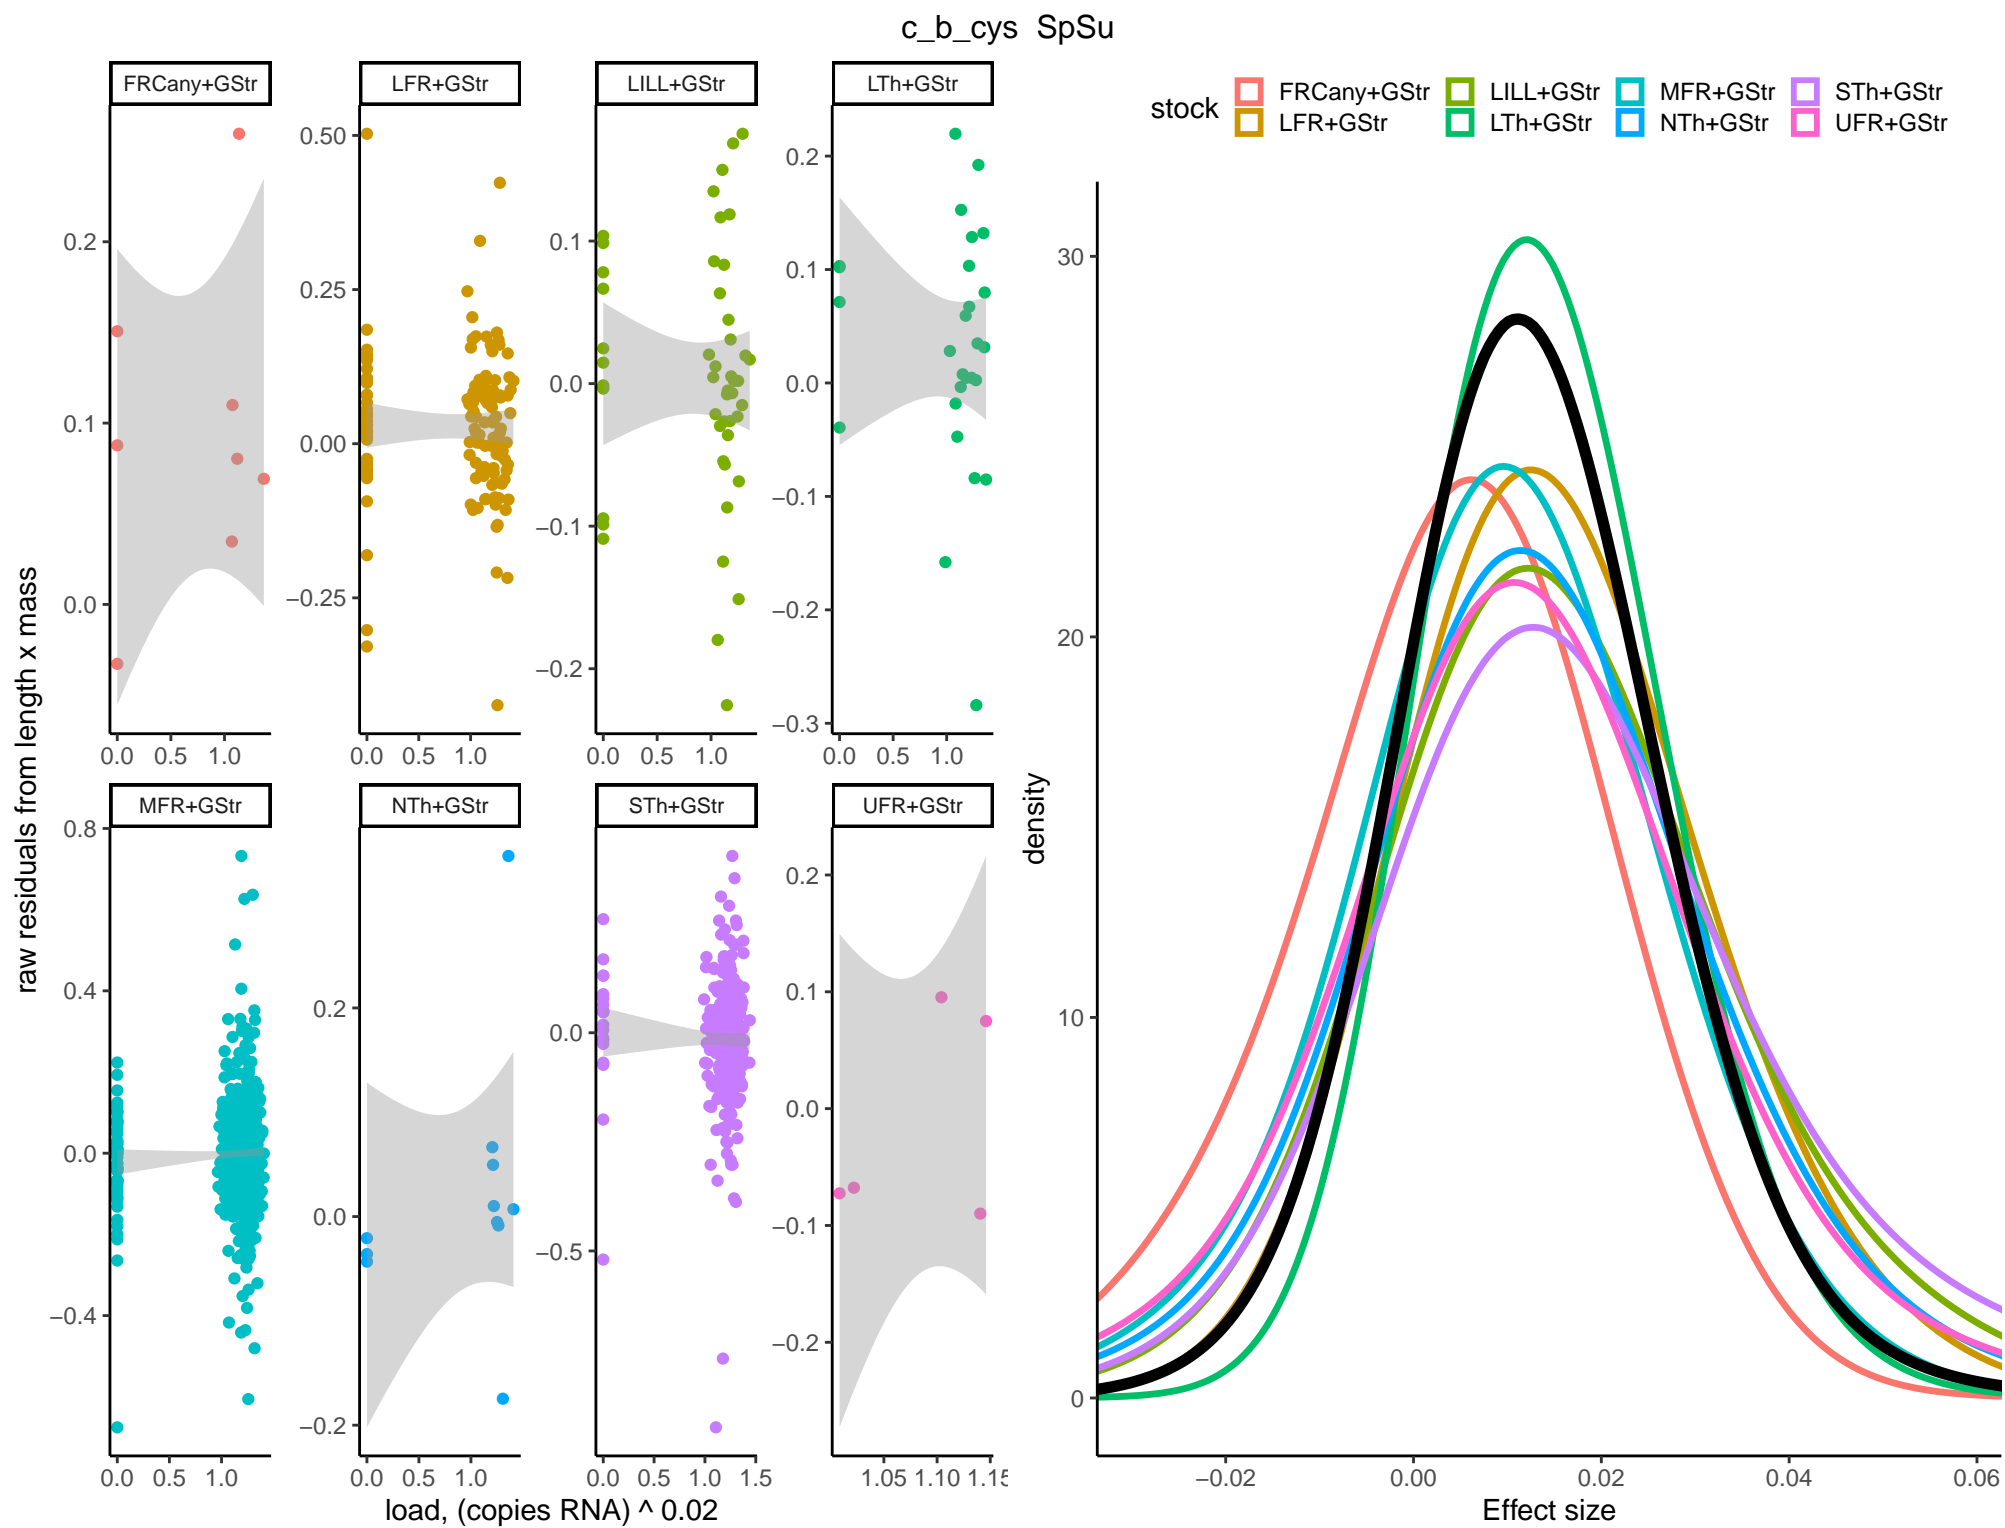 c_b_cys  SpSu
FRCany+GStr
LFR+GStr
LILL+GStr
LTh+GStr
0.2
0.1
0.0
0.0 0.5 1.0
0.50
0.25
0.00
−0.25
0.0 0.5 1.0
0.1
0.0
−0.1
−0.2
0.0 0.5 1.0
0.2
0.1
0.0
−0.1
−0.2
−0.3
0.0 0.5 1.0
MFR+GStr
NTh+GStr
STh+GStr
UFR+GStr
0.8
0.4
0.0
−0.4
0.0 0.5 1.0
0.2
0.0
−0.2
0.0 0.5 1.0
0.0
−0.5
0.0 0.5 1.0 1.5
0.2
0.1
0.0
−0.1
−0.2
1.05 1.10 1.15
raw residuals from length x mass
load, (copies RNA) ^ 0.02
stock
FRCany+GStr LILL+GStr MFR+GStr STh+GStr
LFR+GStr LTh+GStr NTh+GStr UFR+GStr
density
30
20
10
0
−0.02 0.00 0.02 0.04 0.06
Effect size